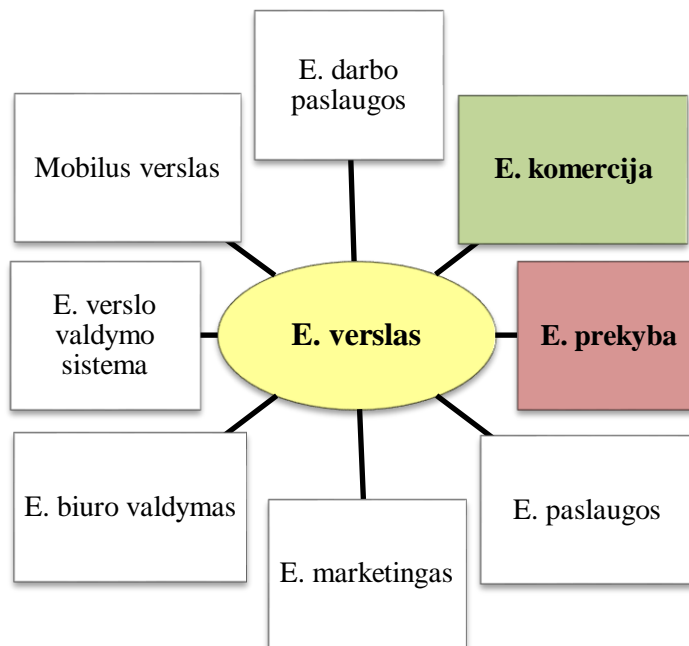 E. darbo
paslaugos
Mobilus verslas
E. komercija
E. verslo
valdymo
sistema
E. verslas
E. prekyba
E. biuro valdymas
E. paslaugos
E. marketingas